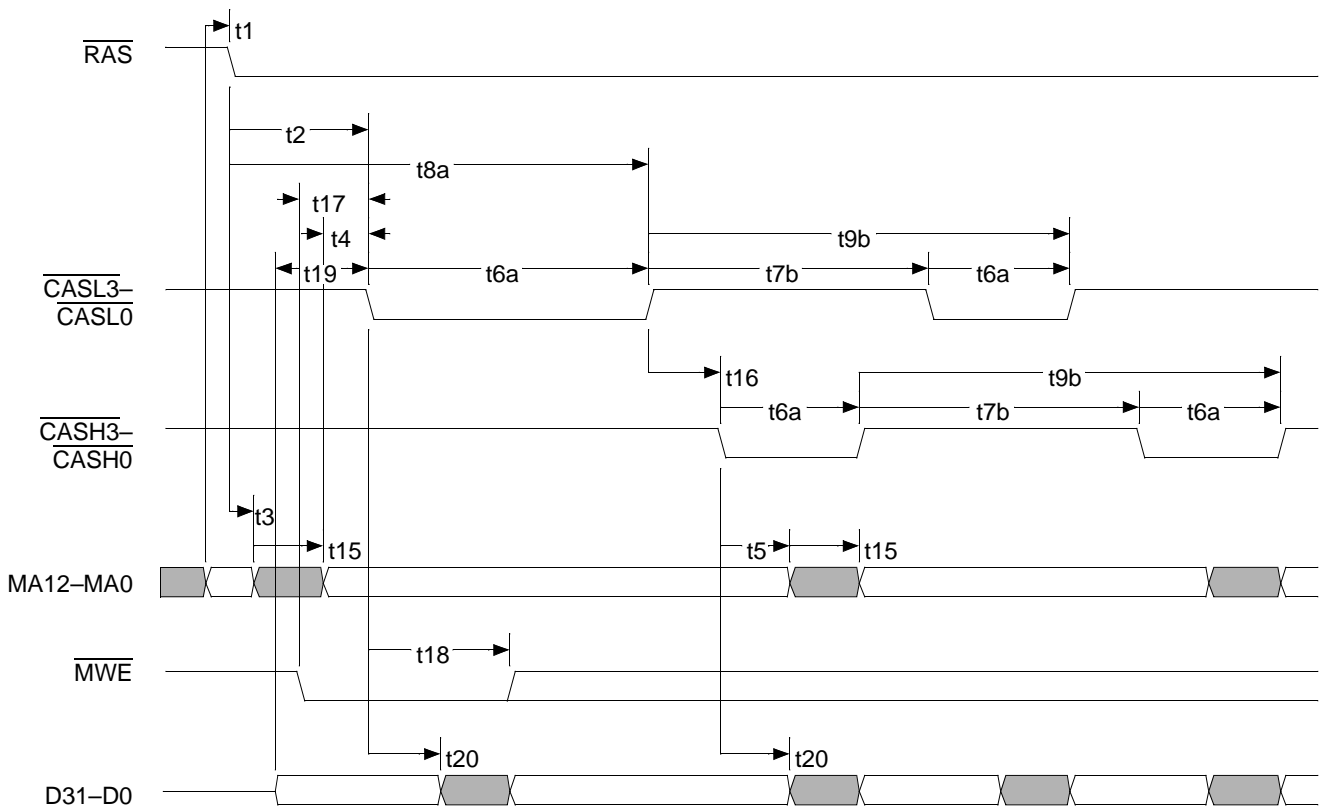 t1
RAS
t2
t8a
t17
t4
t9b
t19
t6a
t7b
t6a
CASL3–
CASL0
t16
t9b
t6a
t7b
t6a
CASH3–
CASH0
t3
t15
t5
t15
MA12–MA0
t18
MWE
t20
t20
D31–D0